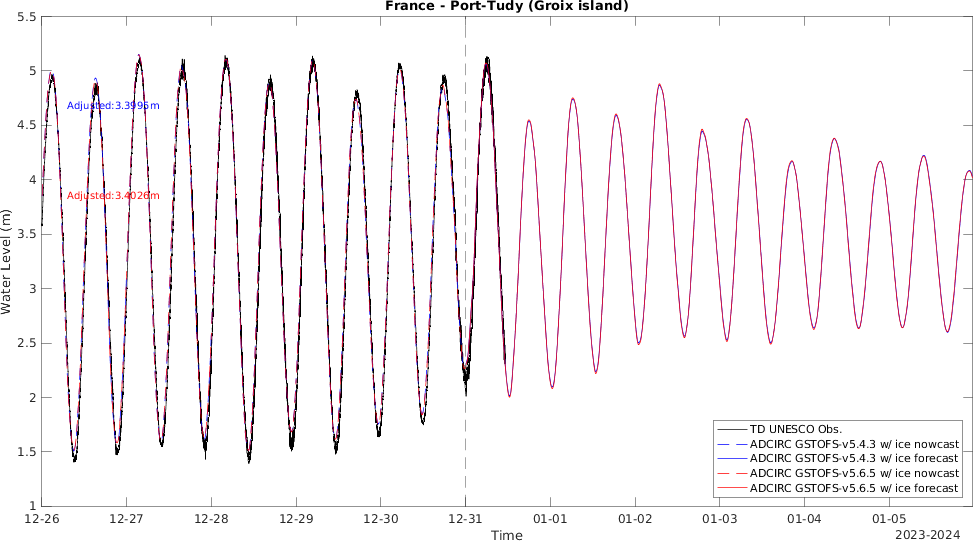 France - Port-Tudy (Groix island)
5.5
5
4.5
4
3.5
3
2.5
2
1.5
1
Water Level (m)
Adjusted:3.3995m
Adjusted:3.4026m
TD UNESCO Obs.
ADCIRC GSTOFS-v5.4.3 w/ ice nowcast
ADCIRC GSTOFS-v5.4.3 w/ ice forecast
ADCIRC GSTOFS-v5.6.5 w/ ice nowcast
ADCIRC GSTOFS-v5.6.5 w/ ice forecast
12-26 12-27 12-28 12-29 12-30 12-31 01-01 01-02 01-03 01-04 01-05
Time
2023-2024